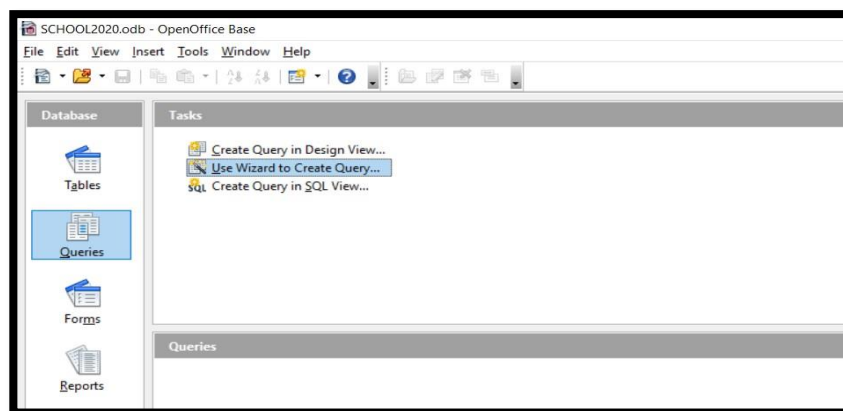 SCHOOL2020.odb - OpenOffice Base
File Edit View Insert Tools Window Help
Database
Tables
Queries
Forms
Reports
Tasks
Create Query in Design View...
Use Wizard to Create Query...
SQL Create Query in SQL View...
Queries